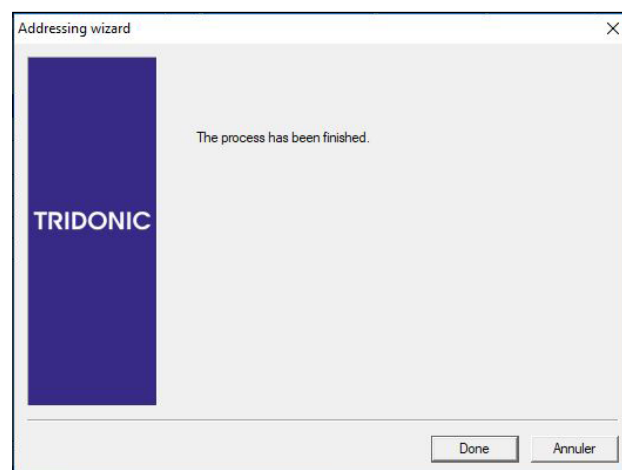 Addressing wizard
The process has been finished.
TRIDONIC
Done
Annuler